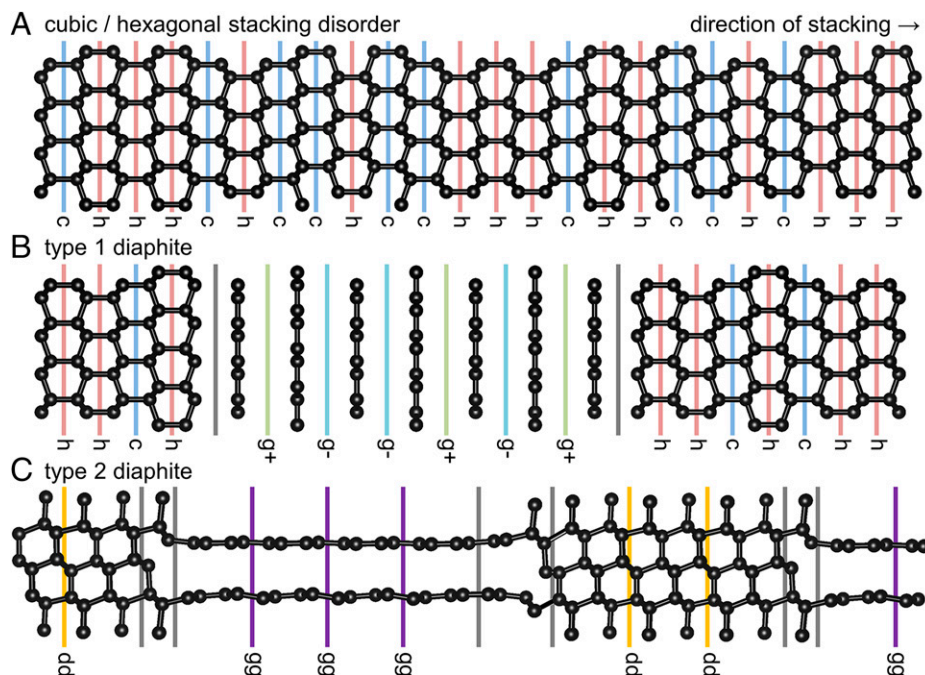 A cubic / hexagonal stacking disorder direction of stacking →
c h h h c h c c h c c h h h c h h c c h c h h h
B type 1 diaphite
h h c h g+ g- g- g+ g- g+ h h c h c h h
C type 2 diaphite
dd gg gg gg dd dd gg